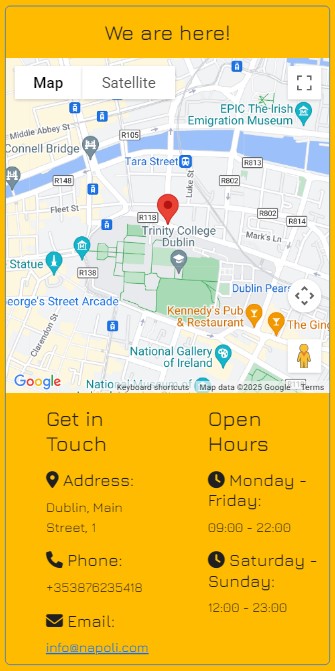 We are here!
Map
Satellite
EPIC The Irish
Emigration Museum
Middle Abbey St
R105
Connell Bridge
Tara Street
R813
R148
Luke St
R802
R802
Fleet St
R118
R814
Trinity College
Dublin
Mark's Ln
Statue
R138
Dublin Pears
eorge's Street Arcade
Kennedy's Pub
& Restaurant
The Ging
Clarendon St
National Gallery
of Ireland
National Museum of
Google
Keyboard shortcuts
Map data ©2025 Google
Terms
Get in
Touch
Address:
Dublin, Main
Street, 1
Phone:
+353876235418
Email:
info@napoli.com
Open
Hours
Monday -
Friday:
09:00 - 22:00
Saturday -
Sunday:
12:00 - 23:00